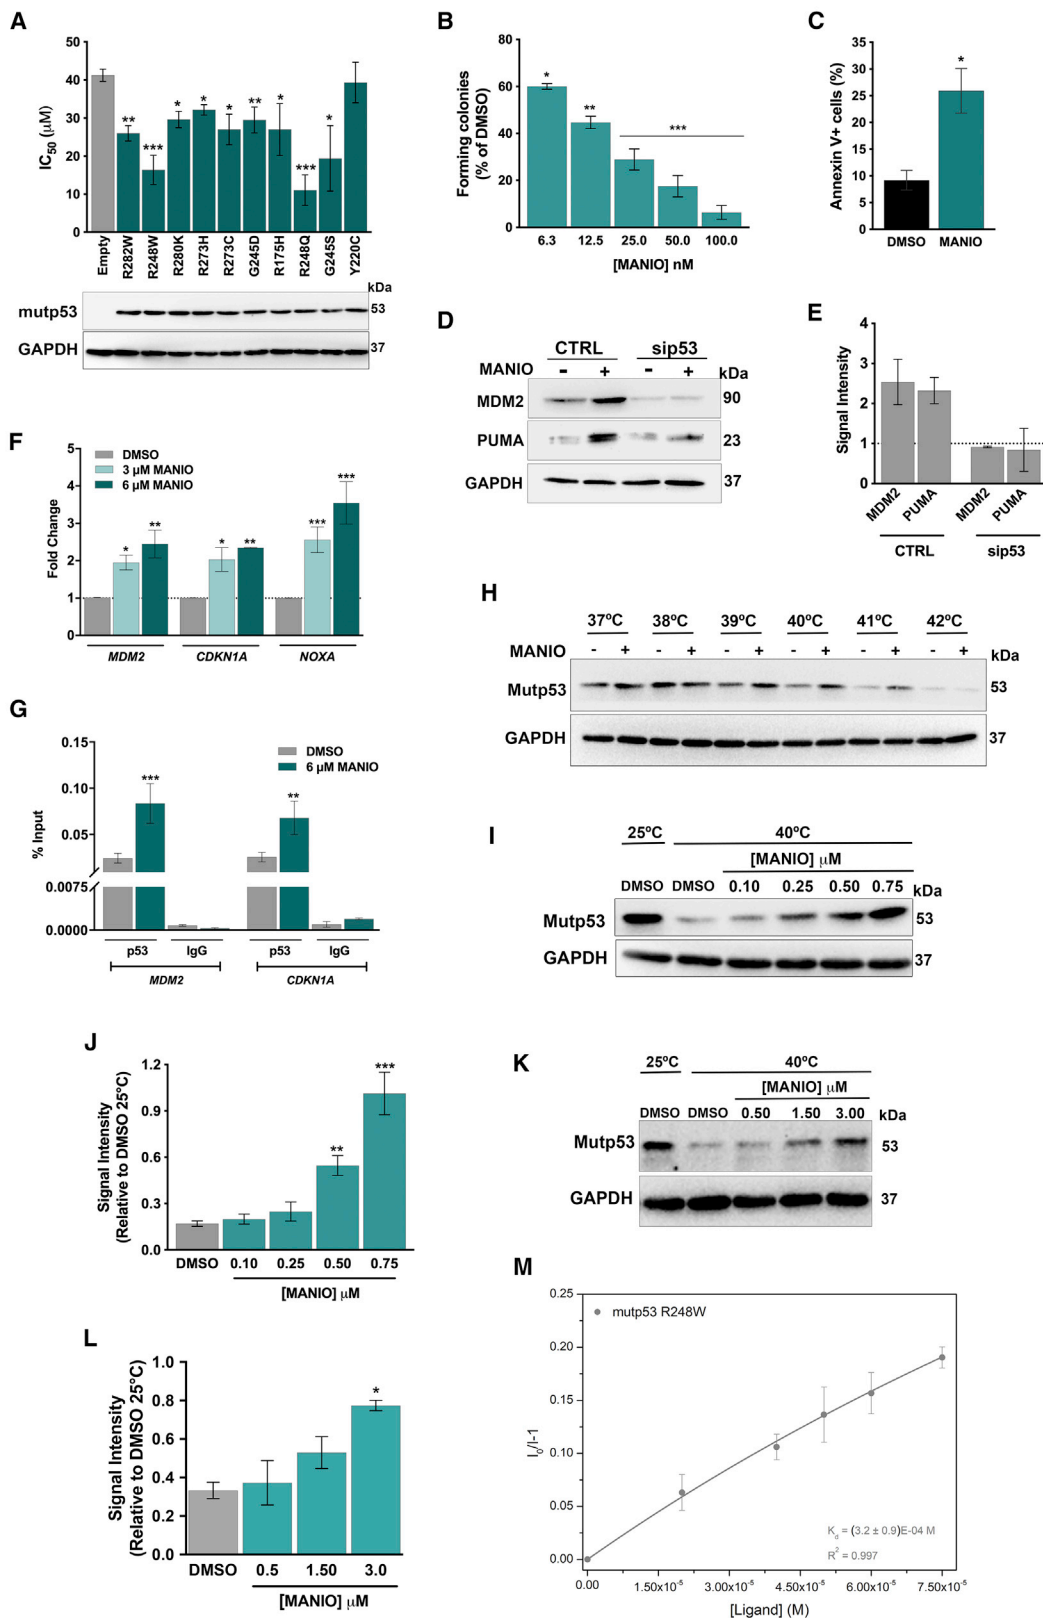 A
50
40
30
20
10
0
IC50 (μM)
** *** * * * ** * *** *
Empty
R282W
R248W
R280K
R273H
R273C
G245D
R175H
R248Q
G245S
Y220C
kDa
mutp53 53
GAPDH 37
B
80
60
40
20
0
Forming colonies
(% of DMSO)
* ** ***
6.3 12.5 25.0 50.0 100.0
[MANIO] nM
C
35
30
25
20
15
10
5
0
Annexin V+ cells (%)
*
DMSO MANIO
D
CTRL sip53
MANIO - + - + kDa
MDM2 90
PUMA 23
GAPDH 37
E
4
3
2
1
0
Signal Intensity
MDM2 PUMA MDM2 PUMA
CTRL sip53
F
DMSO
3 μM MANIO
6 μM MANIO
5
4
3
2
1
0
Fold Change
* ** * ** *** ***
MDM2 CDKN1A NOXA
G
DMSO
6 μM MANIO
0.15
0.10
0.05
0.0075
0.0000
% Input
*** **
p53 IgG p53 IgG
MDM2 CDKN1A
H
37ºC 38ºC 39ºC 40ºC 41ºC 42ºC
MANIO - + - + - + - + - + - + kDa
Mutp53 53
GAPDH 37
I
25ºC 40ºC
[MANIO] μM
DMSO DMSO 0.10 0.25 0.50 0.75 kDa
Mutp53 53
GAPDH 37
J
1.2
0.9
0.6
0.3
0.0
Signal Intensity
(Relative to DMSO 25°C)
** ***
DMSO 0.10 0.25 0.50 0.75
[MANIO] μM
K
25ºC 40ºC
[MANIO] μM
DMSO DMSO 0.50 1.50 3.00 kDa
Mutp53 53
GAPDH 37
L
1.0
0.8
0.6
0.4
0.2
0.0
Signal Intensity
(Relative to DMSO 25°C)
*
DMSO 0.5 1.50 3.0
[MANIO] μM
M
0.25
0.20
0.15
0.10
0.05
0.00
I0/I-1
mutp53 R248W
Kd = (3.2 ± 0.9)E-04 M
R² = 0.997
0.00 1.50x10⁻⁵ 3.00x10⁻⁵ 4.50x10⁻⁵ 6.00x10⁻⁵ 7.50x10⁻⁵
[Ligand] (M)